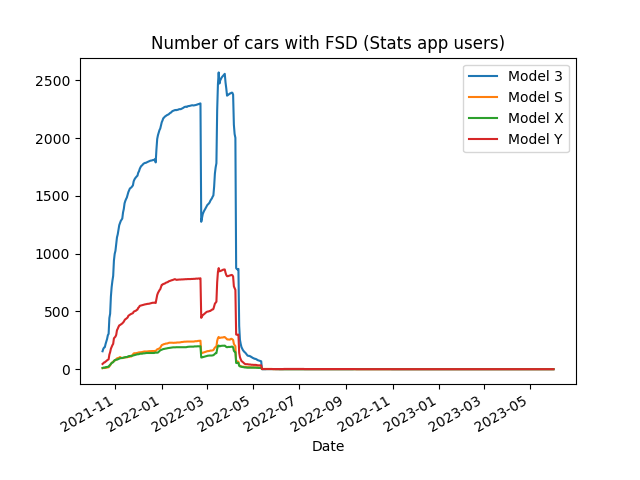 Number of cars with FSD (Stats app users)
Model 3
Model S
Model X
Model Y
2500
2000
1500
1000
500
0
2021-11
2022-01
2022-03
2022-05
2022-07
2022-09
2022-11
2023-01
2023-03
2023-05
Date